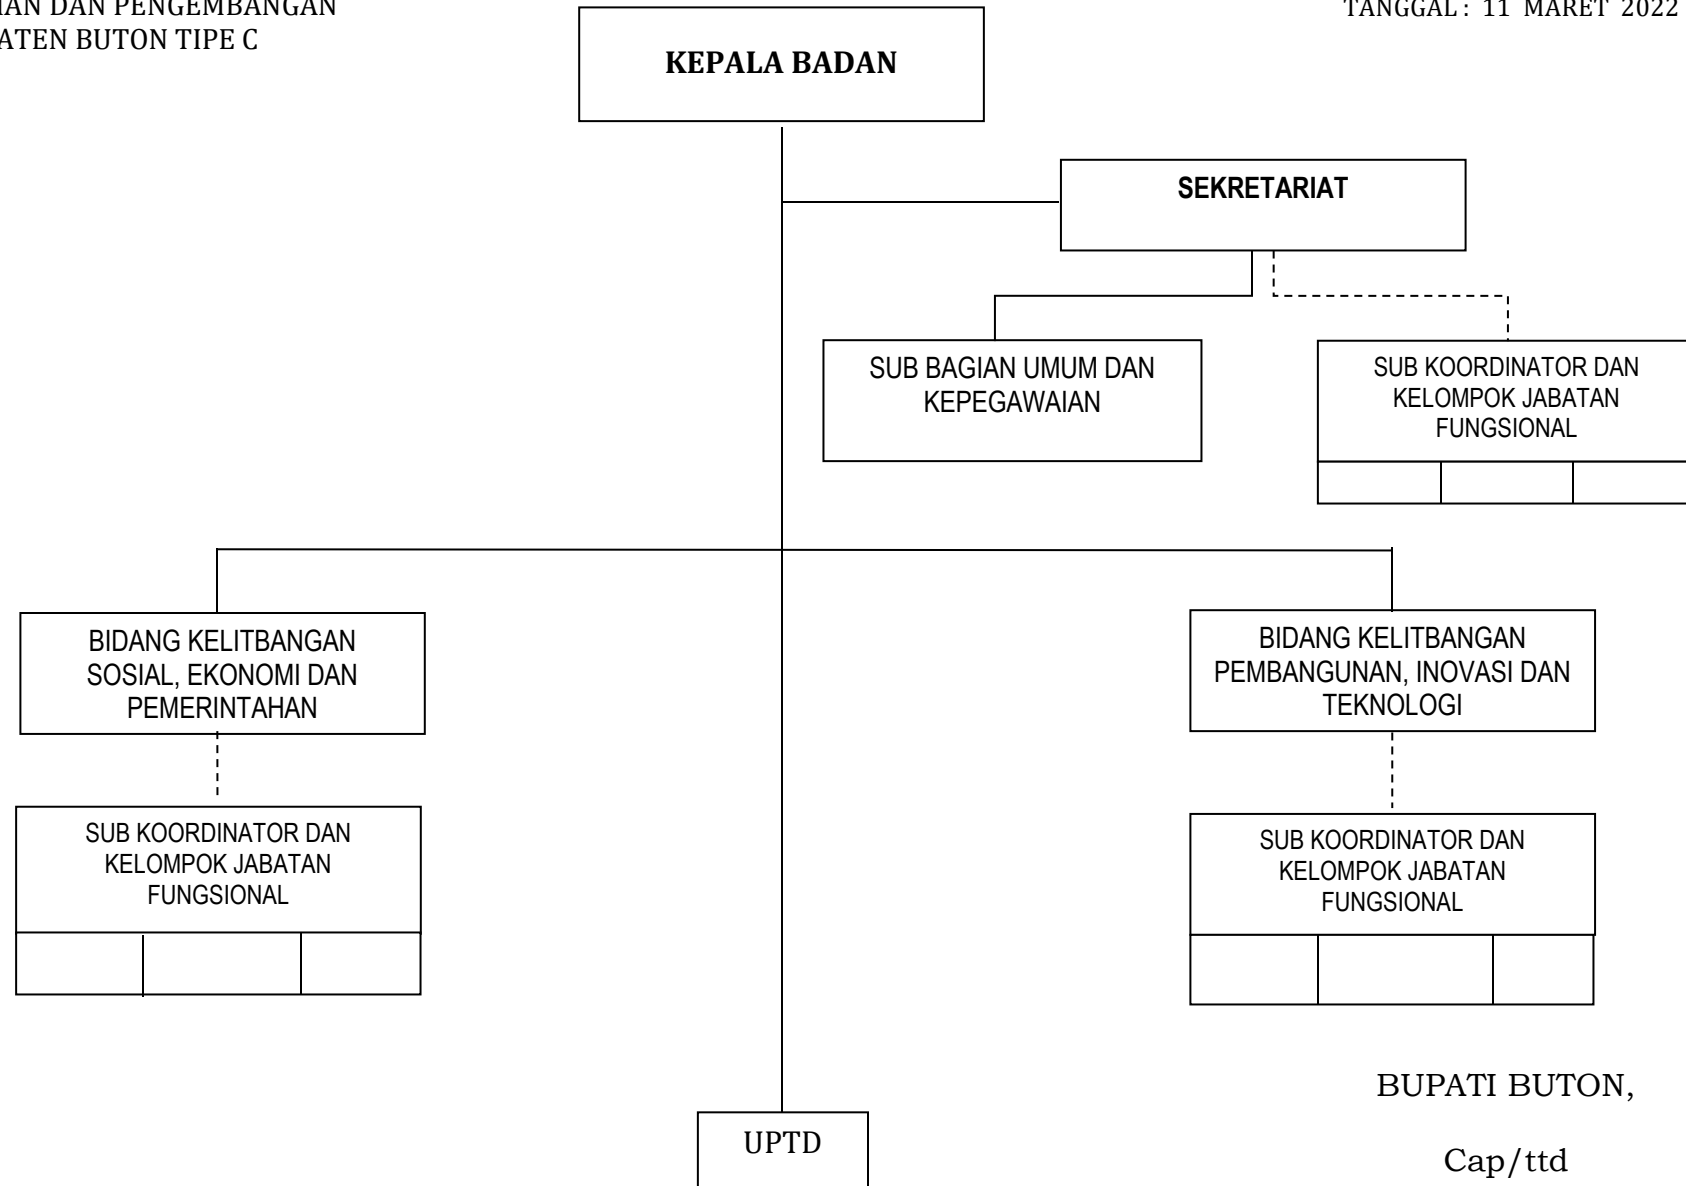 DAN PENGEMBANGAN
BUTON TIPE C
TANGGAL : 11 MARET 2022
KEPALA BADAN
SEKRETARIAT
SUB BAGIAN UMUM DAN
KEPEGAWAIAN
SUB KOORDINATOR DAN
KELOMPOK JABATAN
FUNGSIONAL
BIDANG KELITBANGAN
SOSIAL, EKONOMI DAN
PEMERINTAHAN
BIDANG KELITBANGAN
PEMBANGUNAN, INOVASI DAN
TEKNOLOGI
SUB KOORDINATOR DAN
KELOMPOK JABATAN
FUNGSIONAL
SUB KOORDINATOR DAN
KELOMPOK JABATAN
FUNGSIONAL
BUPATI BUTON,
UPTD
Cap/ttd